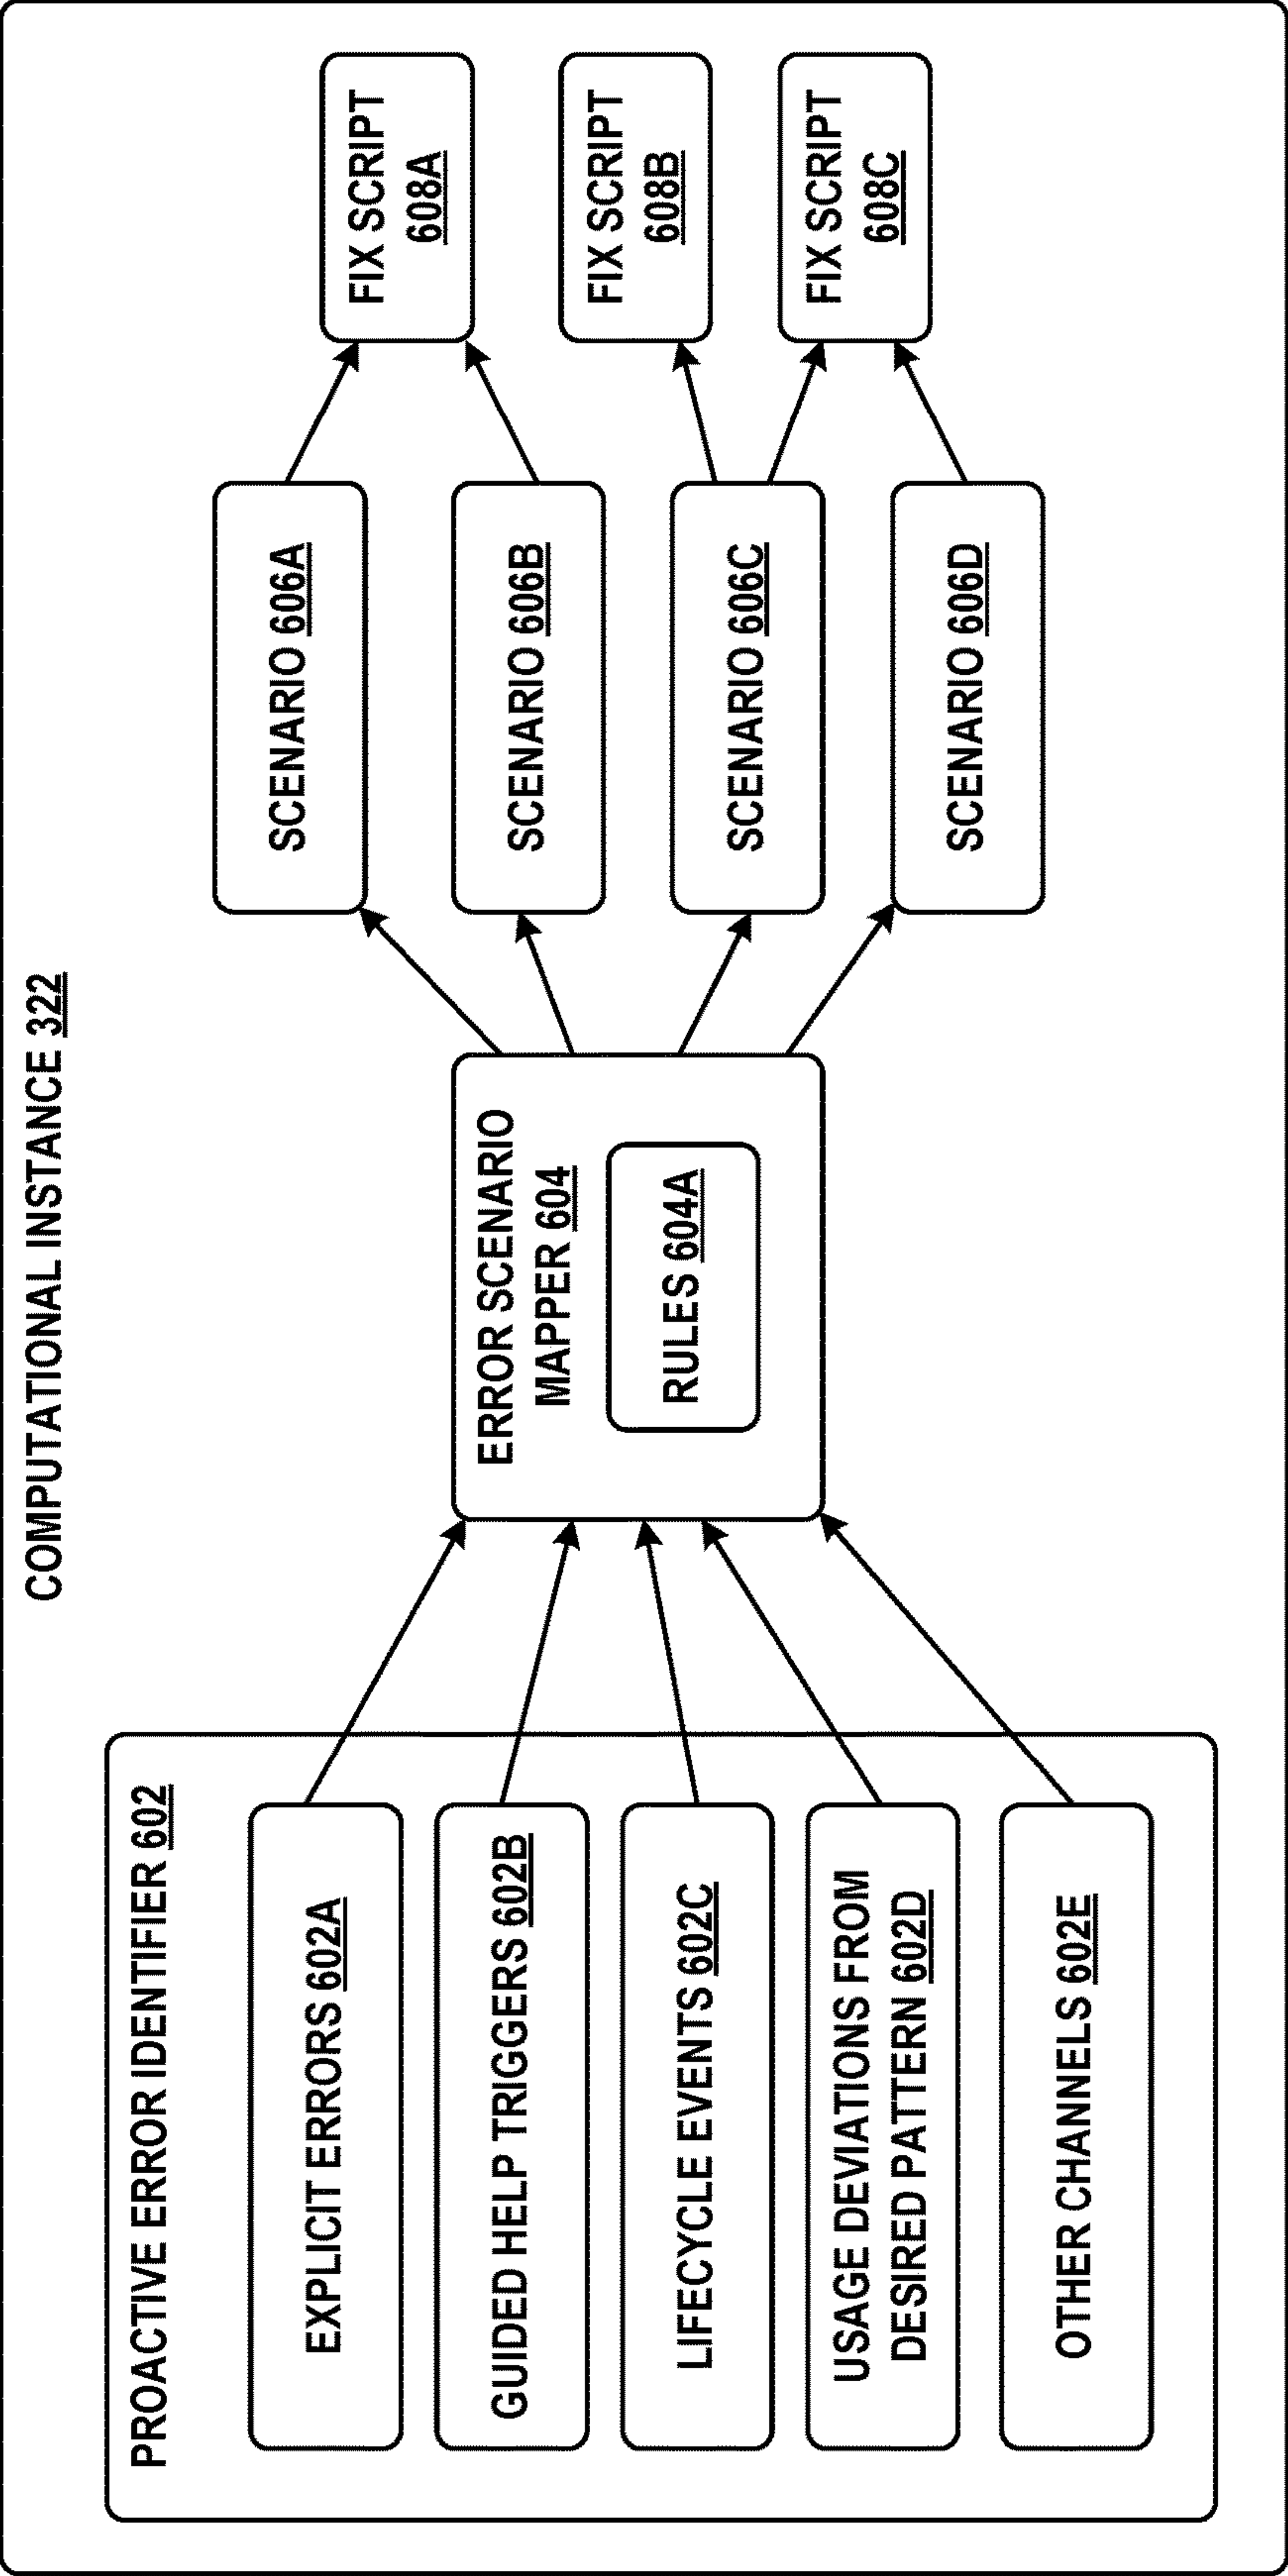 COMPUTATIONAL INSTANCE 322
PROACTIVE ERROR IDENTIFIER 602
EXPLICIT ERRORS 602A
GUIDED HELP TRIGGERS 602B
LIFECYCLE EVENTS 602C
USAGE DEVIATIONS FROM
DESIRED PATTERN 602D
OTHER CHANNELS 602E
ERROR SCENARIO
MAPPER 604
RULES 604A
SCENARIO 606A
SCENARIO 606B
SCENARIO 606C
SCENARIO 606D
FIX SCRIPT
608A
FIX SCRIPT
608B
FIX SCRIPT
608C